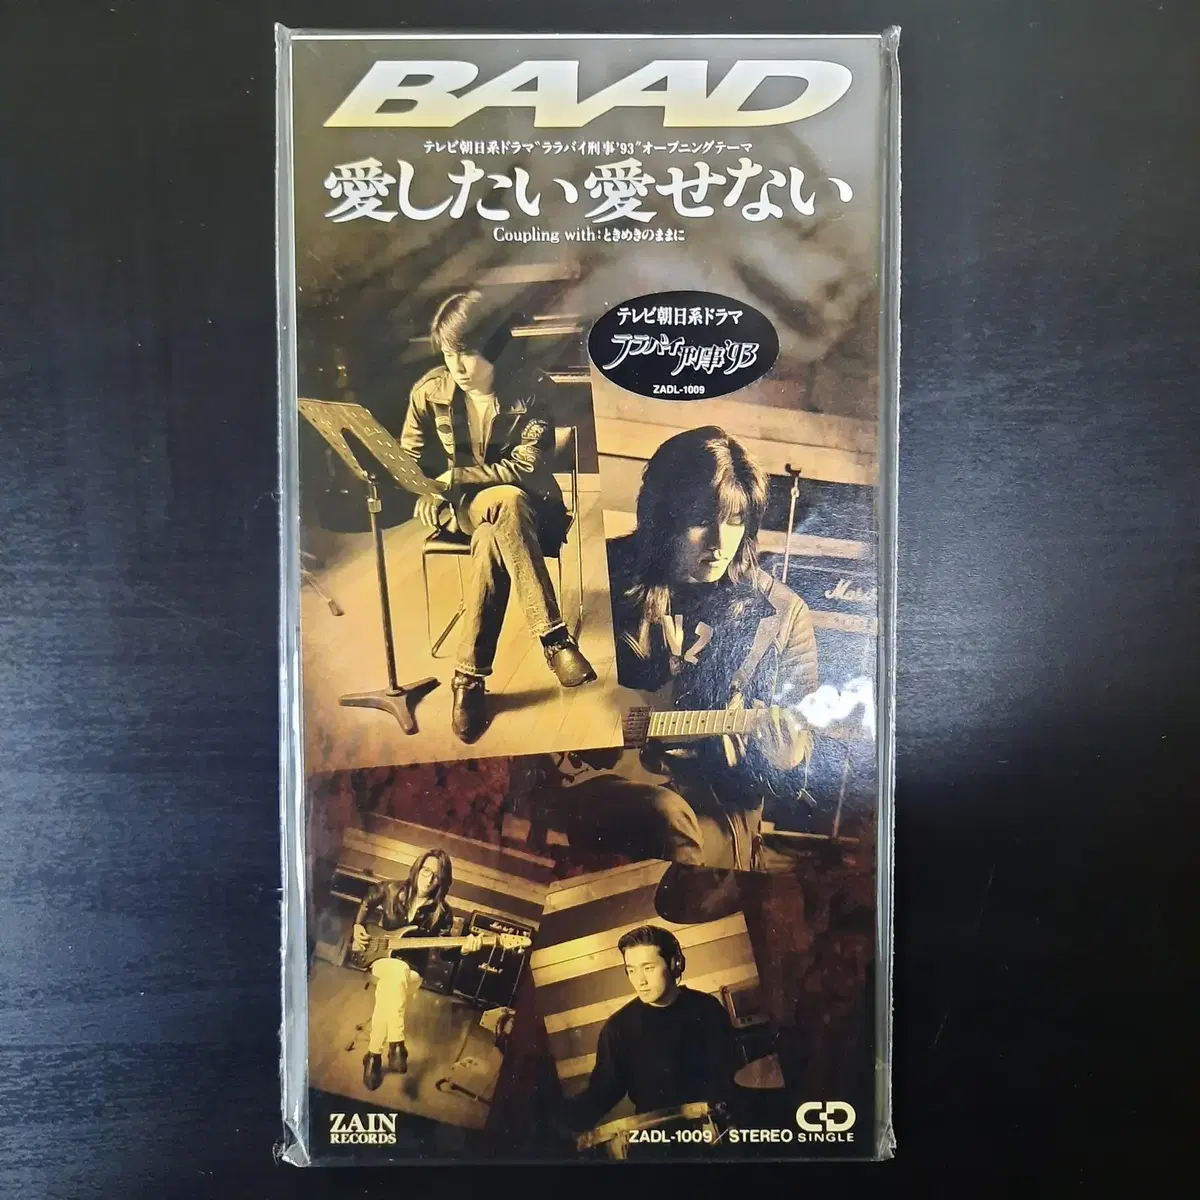 BAAD
テレビ朝日系ドラマ"ララバイ刑事'93"オープニングテーマ
愛したい愛せない
Coupling with:ときめきのままに
テレビ朝日系ドラマ
ララバイ刑事'93
ZADL-1009
Marshall
ZAIN
RECORDS
ZADL-1009/STEREO
CD
SINGLE